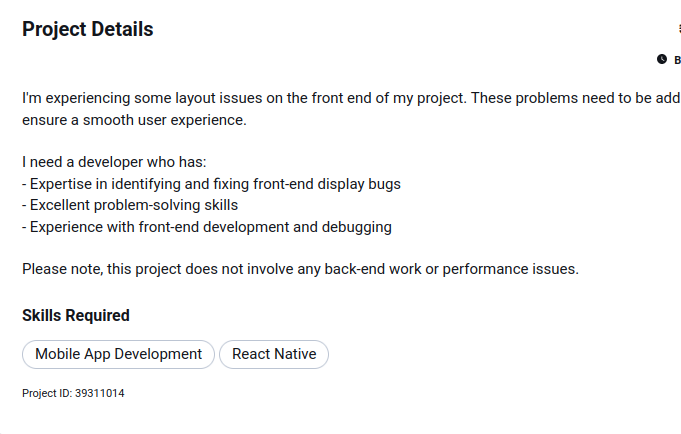 Project Details
B
I'm experiencing some layout issues on the front end of my project. These problems need to be add
ensure a smooth user experience.
I need a developer who has:
- Expertise in identifying and fixing front-end display bugs
- Excellent problem-solving skills
- Experience with front-end development and debugging
Please note, this project does not involve any back-end work or performance issues.
Skills Required
Mobile App Development
React Native
Project ID: 39311014